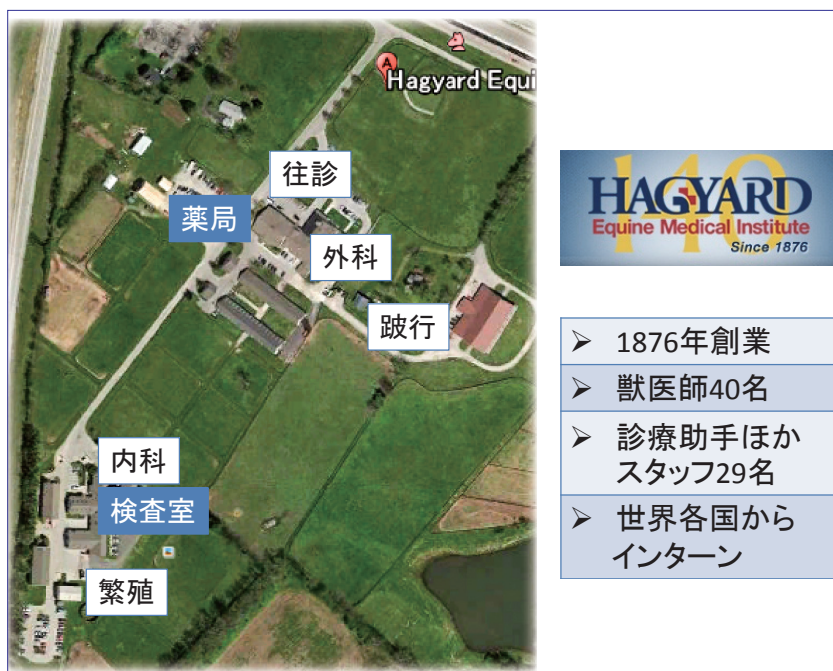 A
Hagyard Equi
往診
薬局
外科
跛行
内科
検査室
繁殖
140
HAGYARD
Equine Medical Institute
Since 1876
➢ 1876年創業
➢ 獣医師40名
➢ 診療助手ほか
スタッフ29名
➢ 世界各国から
インターン